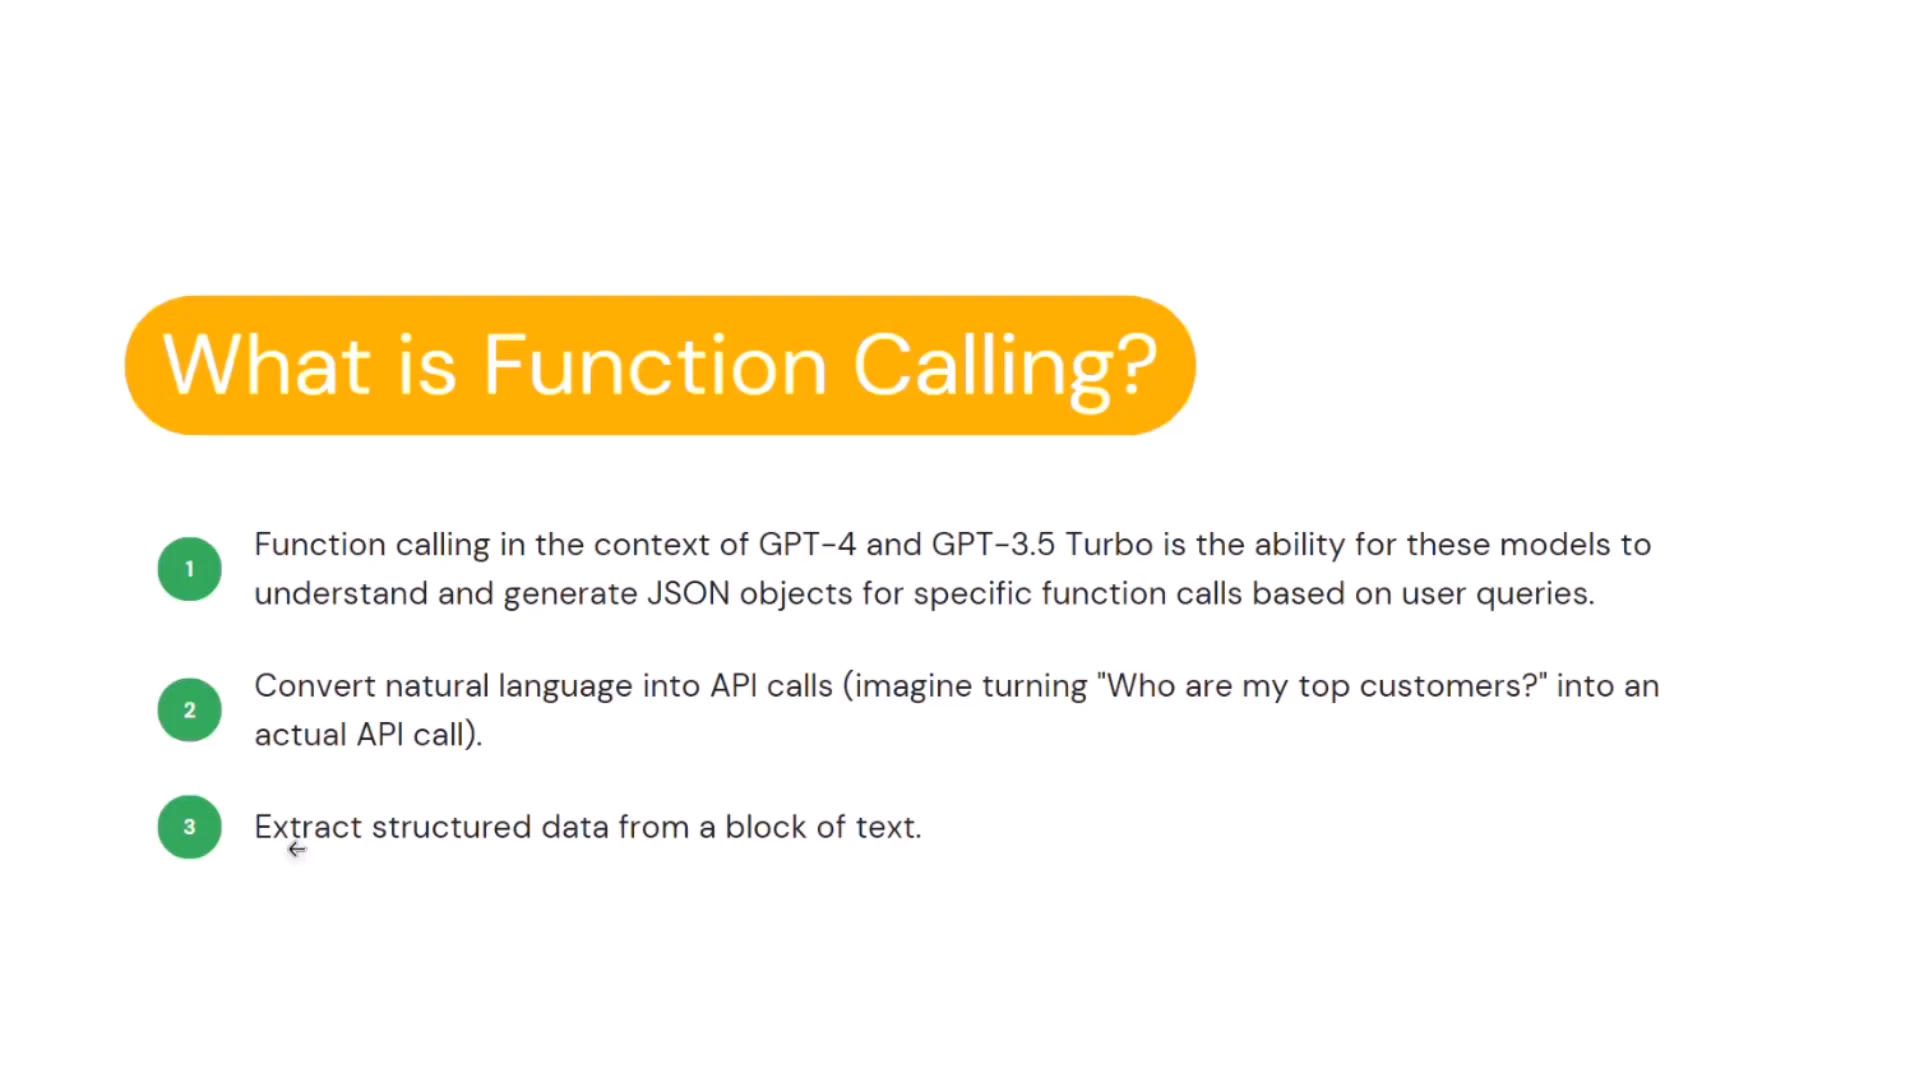 What is Function Calling?
1
Function calling in the context of GPT-4 and GPT-3.5 Turbo is the ability for these models to
understand and generate JSON objects for specific function calls based on user queries.
2
Convert natural language into API calls (imagine turning "Who are my top customers?" into an
actual API call).
3
Extract structured data from a block of text.